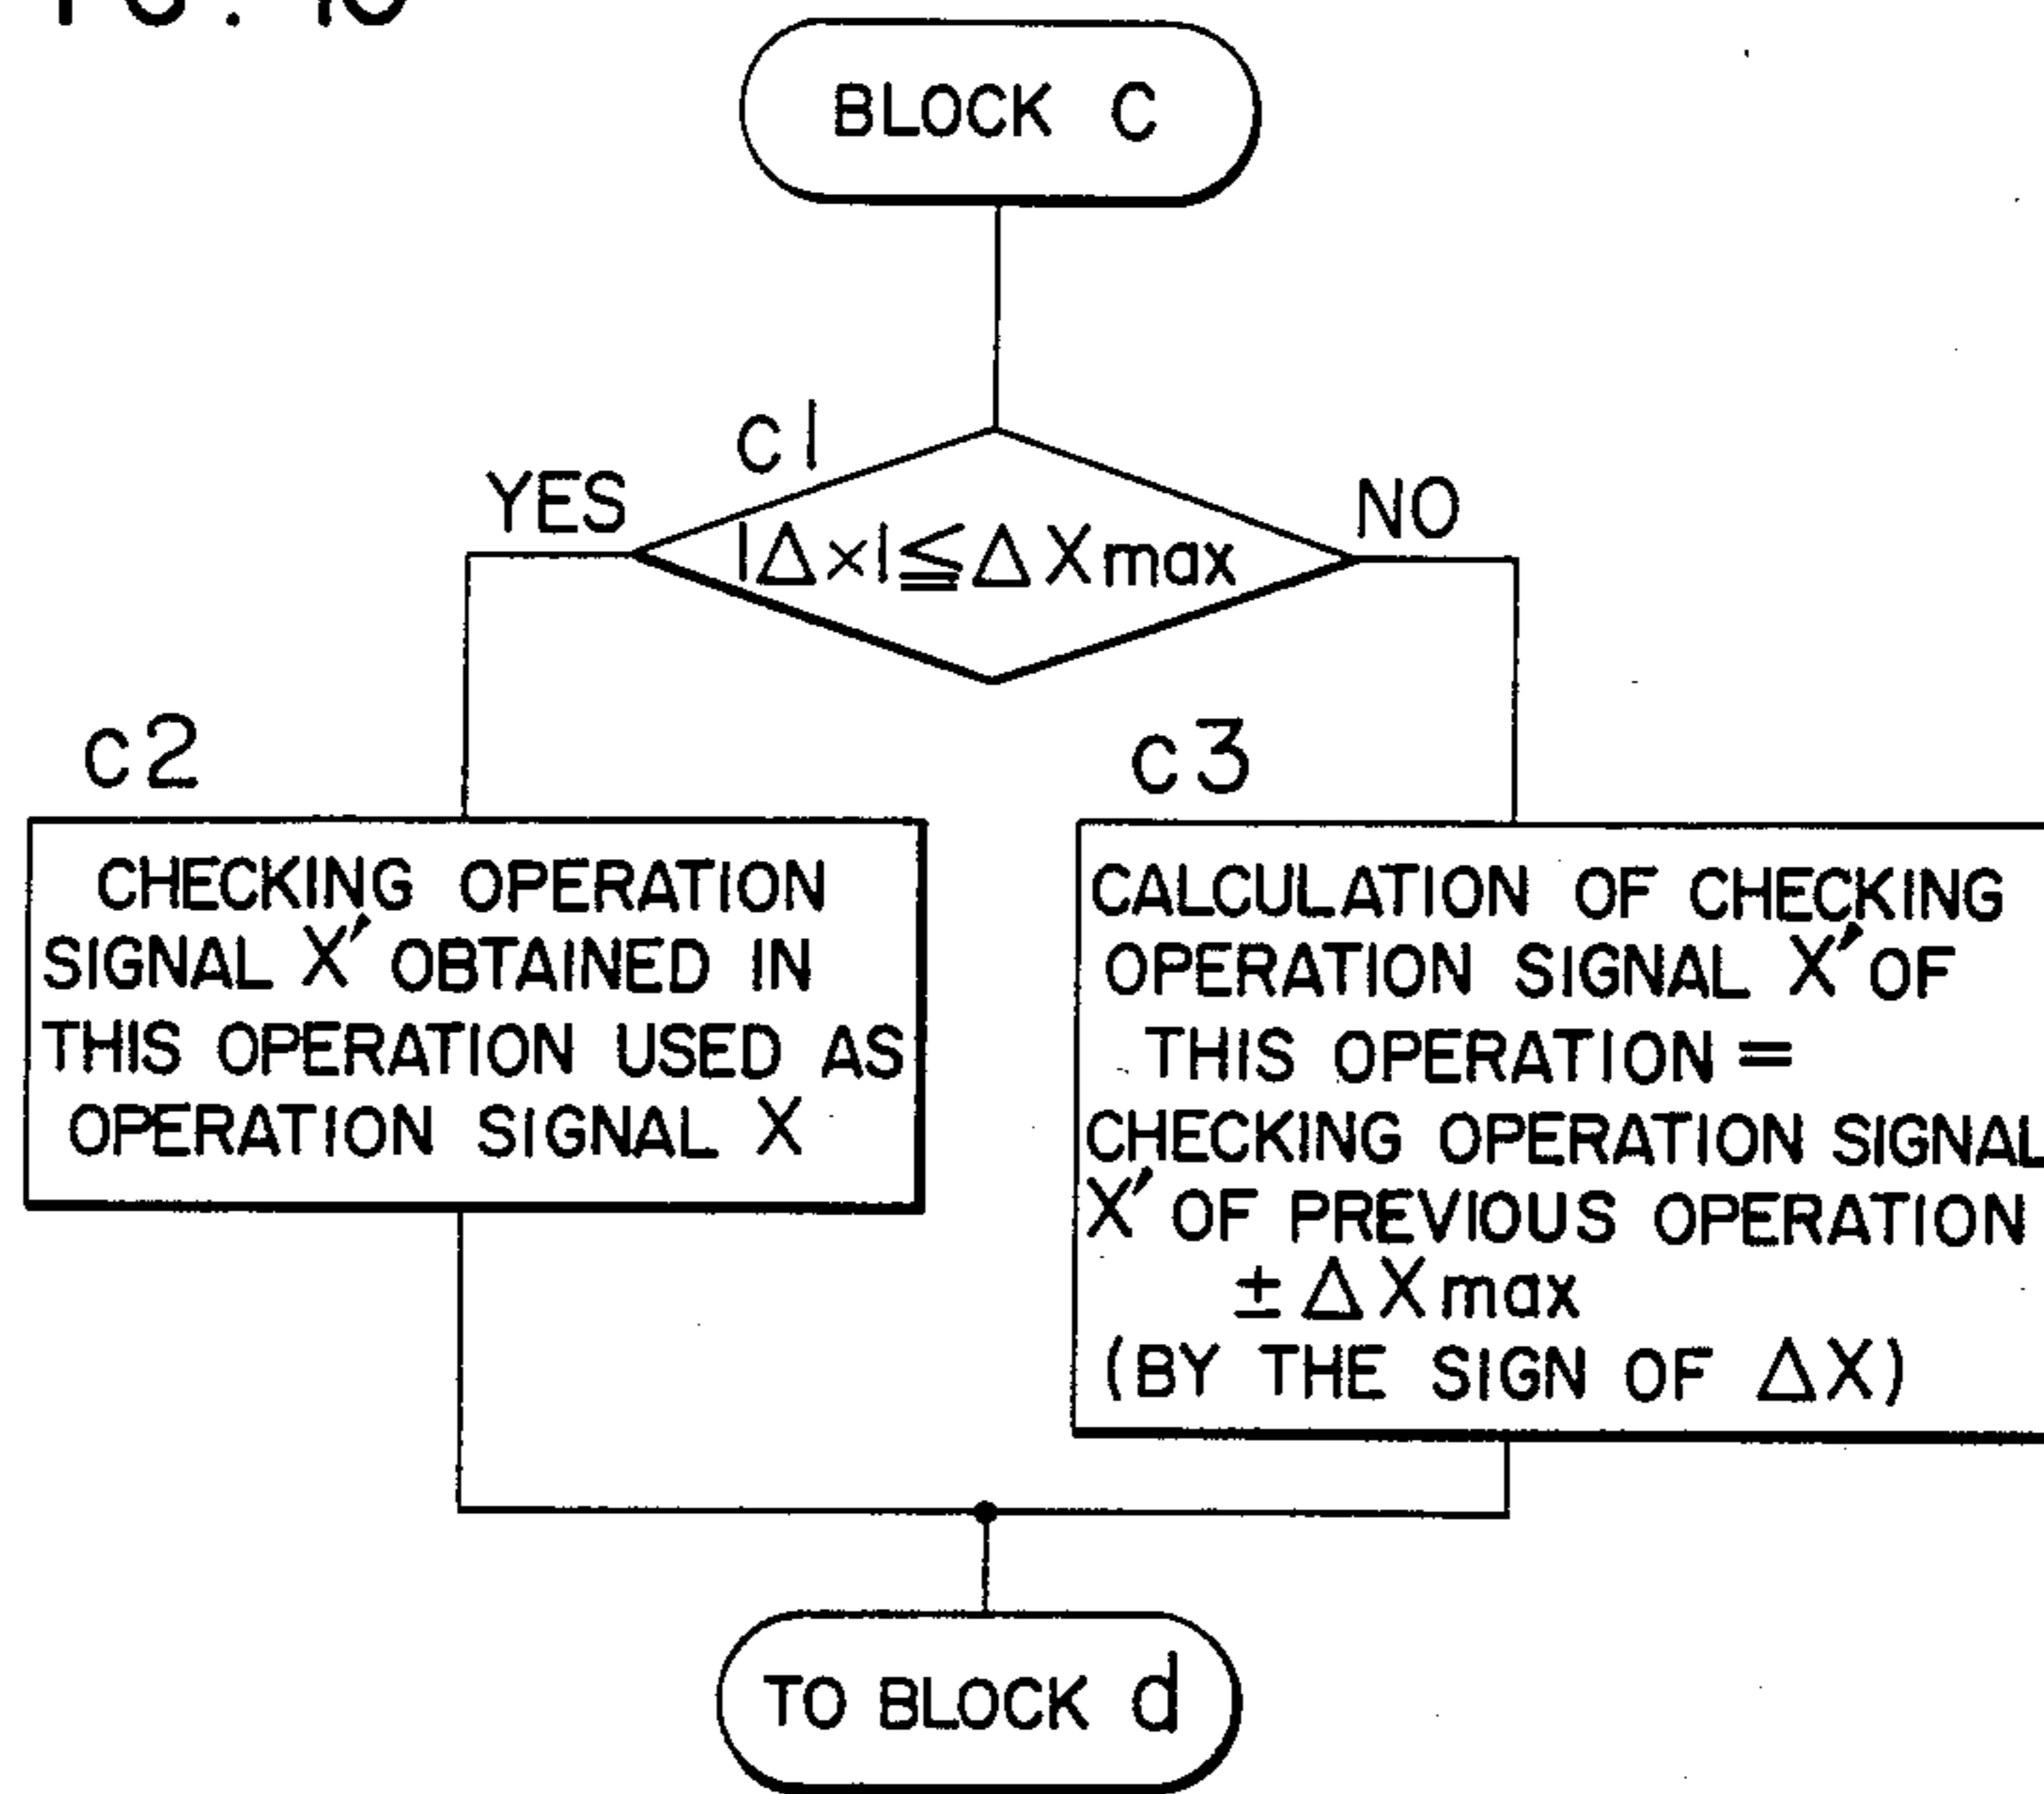 BLOCK C
c1
YES
NO
|Δx|≦ΔXmax
c2
c3
CHECKING OPERATION
SIGNAL X′ OBTAINED IN
THIS OPERATION USED AS
OPERATION SIGNAL X
CALCULATION OF CHECKING
OPERATION SIGNAL X′ OF
THIS OPERATION =
CHECKING OPERATION SIGNAL
X′ OF PREVIOUS OPERATION
± ΔXmax
(BY THE SIGN OF ΔX)
TO BLOCK d